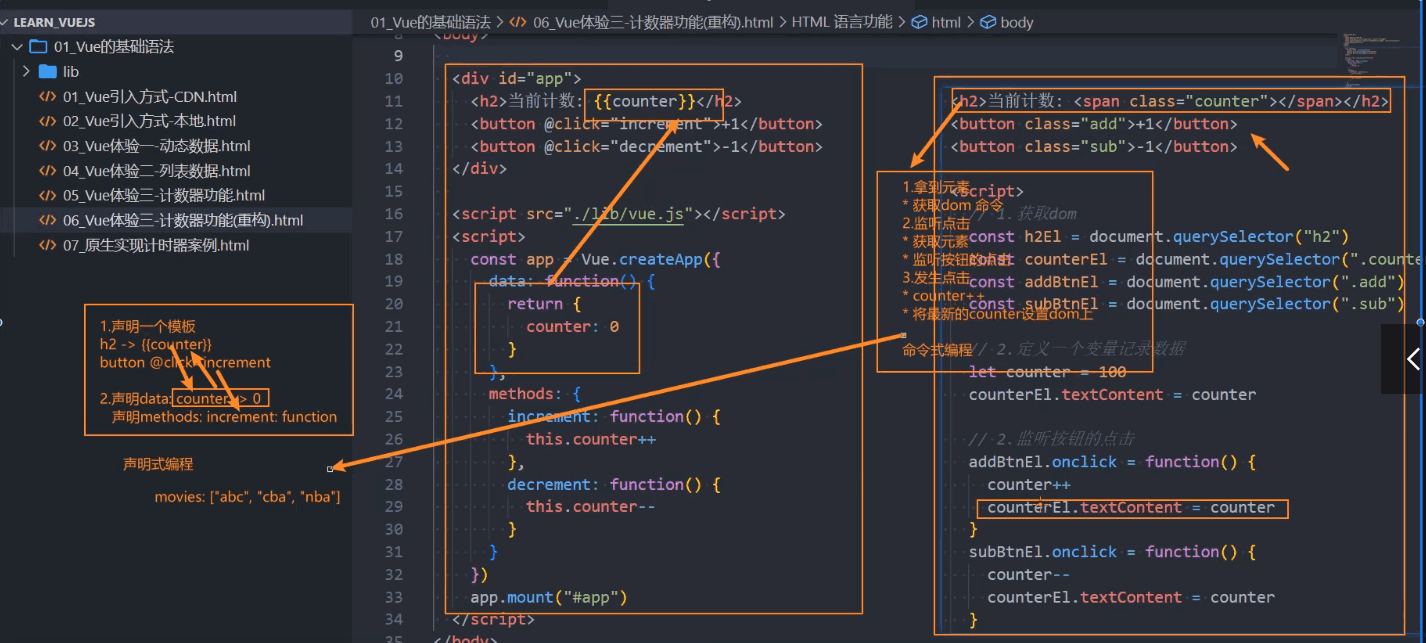 LEARN_VUEJS
01_Vue的基础语法
lib
01_Vue引入方式-CDN.html
02_Vue引入方式-本地.html
03_Vue体验一-动态数据.html
04_Vue体验二-列表数据.html
05_Vue体验三-计数器功能.html
06_Vue体验三-计数器功能(重构).html
07_原生实现计时器案例.html
1.声明一个模板
h2 -> {{counter}}
button @click increment
2.声明data: counter -> 0
声明methods: increment: function
声明式编程
movies: ["abc", "cba", "nba"]
01_Vue的基础语法 > 06_Vue体验三-计数器功能(重构).html > HTML 语言功能 > html > body
8 <body>
9
10 <div id="app">
11 <h2>当前计数: {{counter}}</h2>
12 <button @click="increment">+1</button>
13 <button @click="decrement">-1</button>
14 </div>
15
16 <script src="./lib/vue.js"></script>
17 <script>
18 const app = Vue.createApp({
19 data: function() {
20 return {
21 counter: 0
22 }
23 },
24 methods: {
25 increment: function() {
26 this.counter++
27 },
28 decrement: function() {
29 this.counter--
30 }
31 }
32 })
33 app.mount("#app")
34 </script>
35 </body>
<h2>当前计数: <span class="counter"></span></h2>
<button class="add">+1</button>
<button class="sub">-1</button>
<script>
// 1.获取dom
const h2El = document.querySelector("h2")
const counterEl = document.querySelector(".counte
const addBtnEl = document.querySelector(".add")
const subBtnEl = document.querySelector(".sub")
// 2.定义一个变量记录数据
let counter = 100
counterEl.textContent = counter
// 2.监听按钮的点击
addBtnEl.onclick = function() {
counter++
counterEl.textContent = counter
}
subBtnEl.onclick = function() {
counter--
counterEl.textContent = counter
}
1.拿到元素
* 获取dom 命令
2.监听点击
* 获取元素
* 监听按钮的点击
3.发生点击
* counter++
* 将最新的counter设置dom上
命令式编程